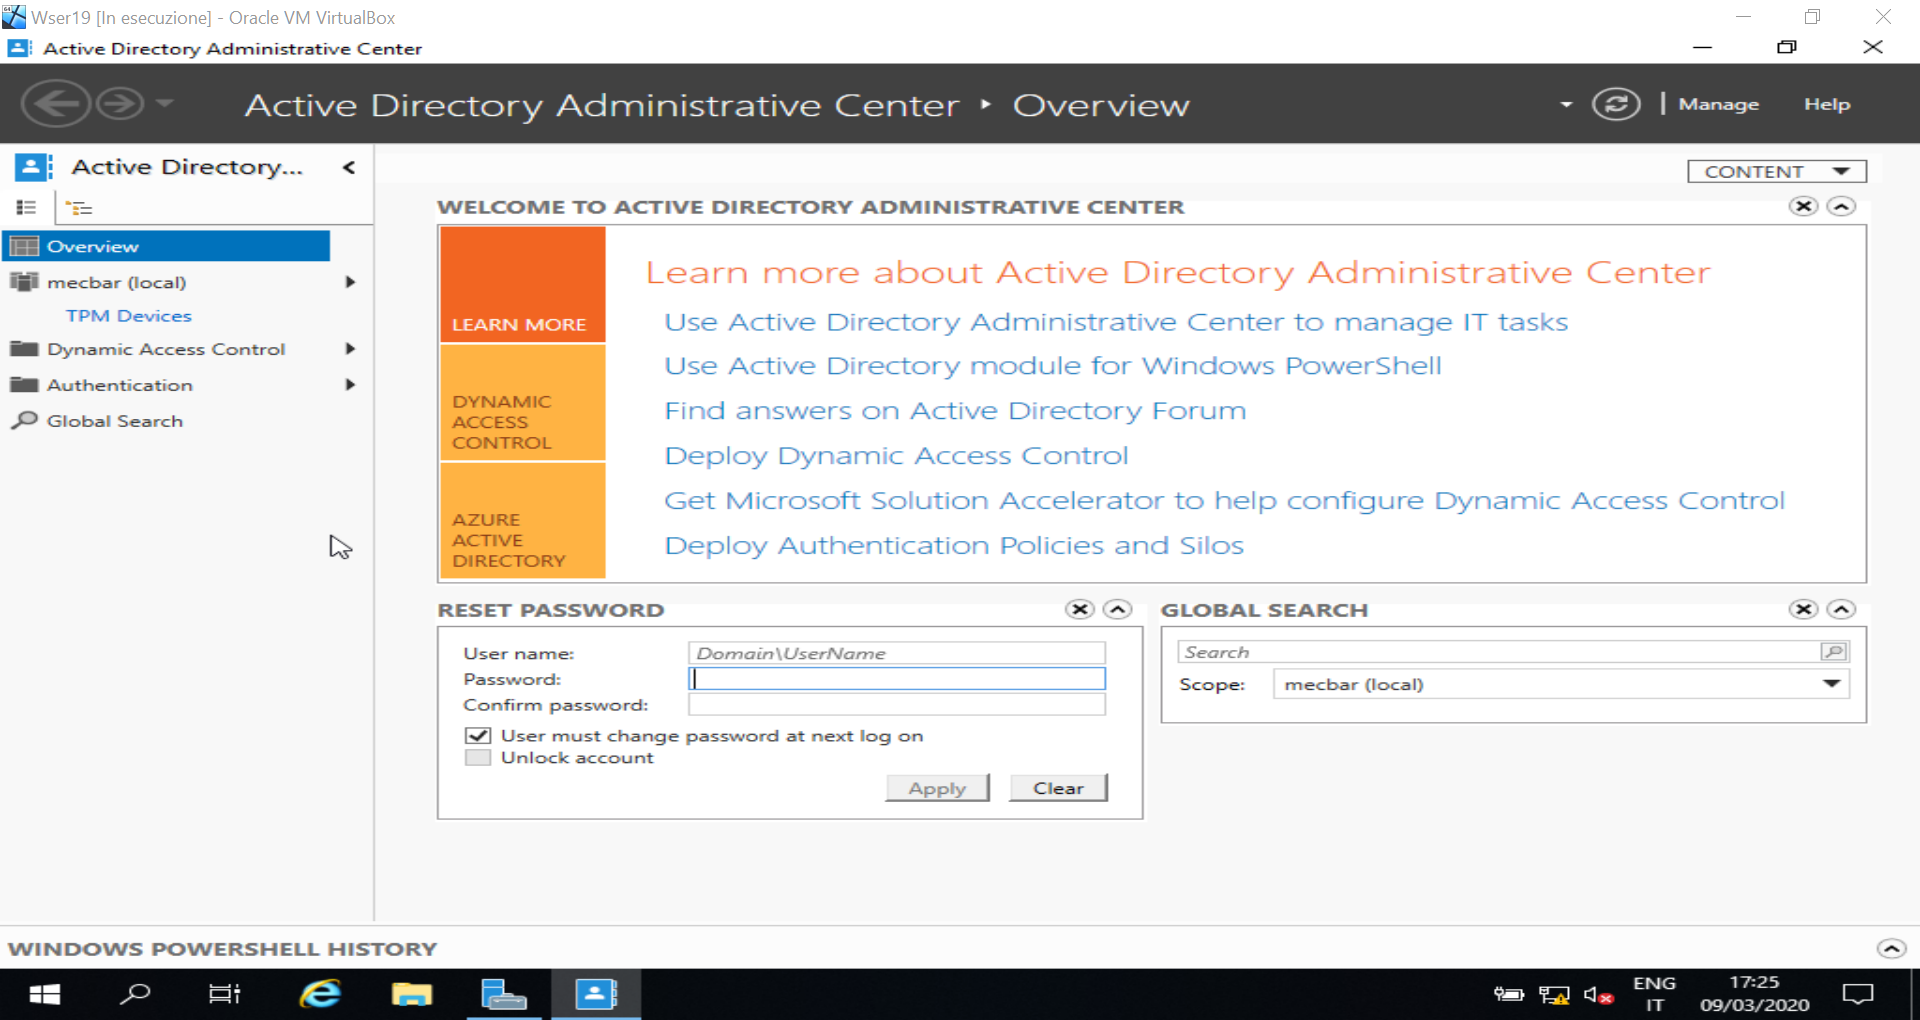 Wser19 [In esecuzione] - Oracle VM VirtualBox
Active Directory Administrative Center
Active Directory Administrative Center ‣ Overview
Manage
Help
Active Directory...
CONTENT
Overview
mecbar (local)
TPM Devices
Dynamic Access Control
Authentication
Global Search
WELCOME TO ACTIVE DIRECTORY ADMINISTRATIVE CENTER
LEARN MORE
DYNAMIC
ACCESS
CONTROL
AZURE
ACTIVE
DIRECTORY
Learn more about Active Directory Administrative Center
Use Active Directory Administrative Center to manage IT tasks
Use Active Directory module for Windows PowerShell
Find answers on Active Directory Forum
Deploy Dynamic Access Control
Get Microsoft Solution Accelerator to help configure Dynamic Access Control
Deploy Authentication Policies and Silos
RESET PASSWORD
User name:
Domain\UserName
Password:
Confirm password:
User must change password at next log on
Unlock account
Apply
Clear
GLOBAL SEARCH
Search
Scope:
mecbar (local)
WINDOWS POWERSHELL HISTORY
ENG
IT
17:25
09/03/2020